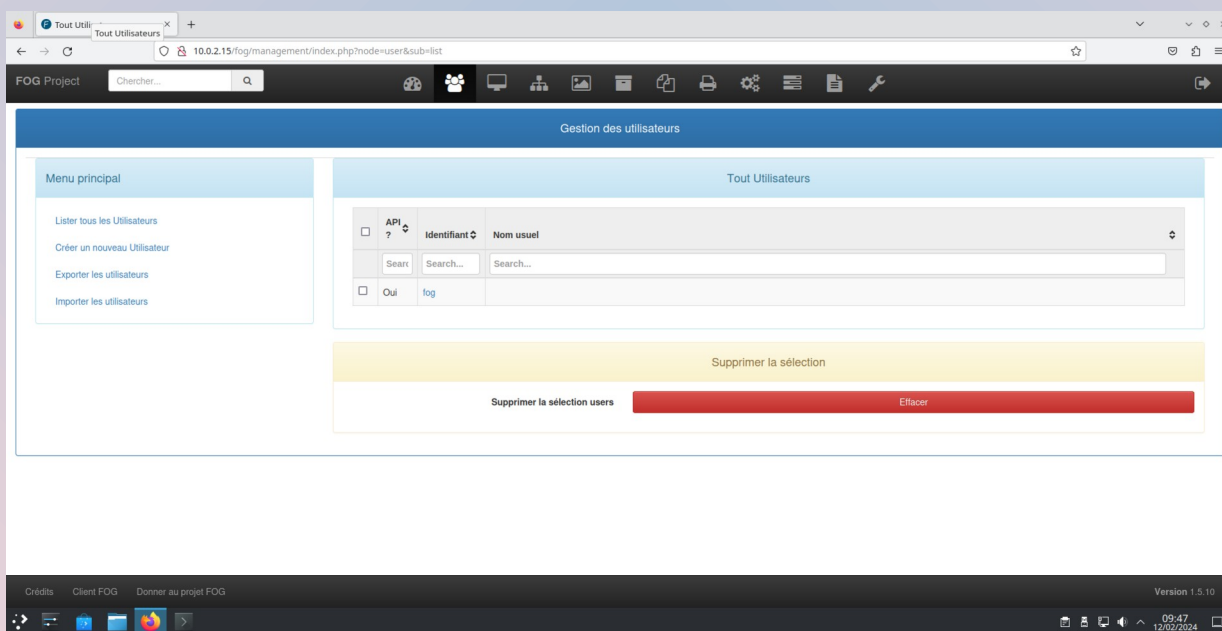 Tout Utilis
Tout Utilisateurs
10.0.2.15/fog/management/index.php?node=user&sub=list
FOG Project
Chercher...
Gestion des utilisateurs
Menu principal
Lister tous les Utilisateurs
Créer un nouveau Utilisateur
Exporter les utilisateurs
Importer les utilisateurs
Tout Utilisateurs
API ?
Identifiant
Nom usuel
Search...
Search...
Oui
fog
Supprimer la sélection
Supprimer la sélection users
Effacer
Crédits
Client FOG
Donner au projet FOG
Version 1.5.10
09:47
12/02/2024